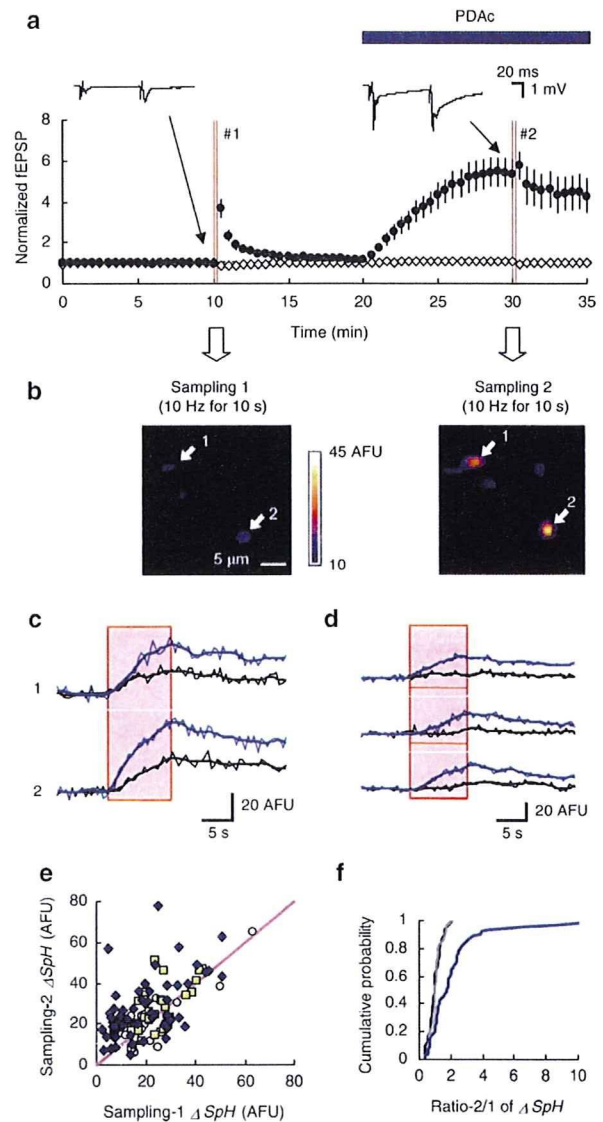 a
PDAc
20 ms
1 mV
#1
#2
Normalized fEPSP
8
6
4
2
0
0 5 10 15 20 25 30 35
Time (min)
b
Sampling 1
(10 Hz for 10 s)
Sampling 2
(10 Hz for 10 s)
1
2
5 µm
45 AFU
10
1
2
c
1
2
20 AFU
5 s
d
20 AFU
5 s
e
Sampling-2 ΔSpH (AFU)
80
60
40
20
0
0 20 40 60 80
Sampling-1 ΔSpH (AFU)
f
Cumulative probability
1
0.8
0.6
0.4
0.2
0
0 2 4 6 8 10
Ratio-2/1 of ΔSpH